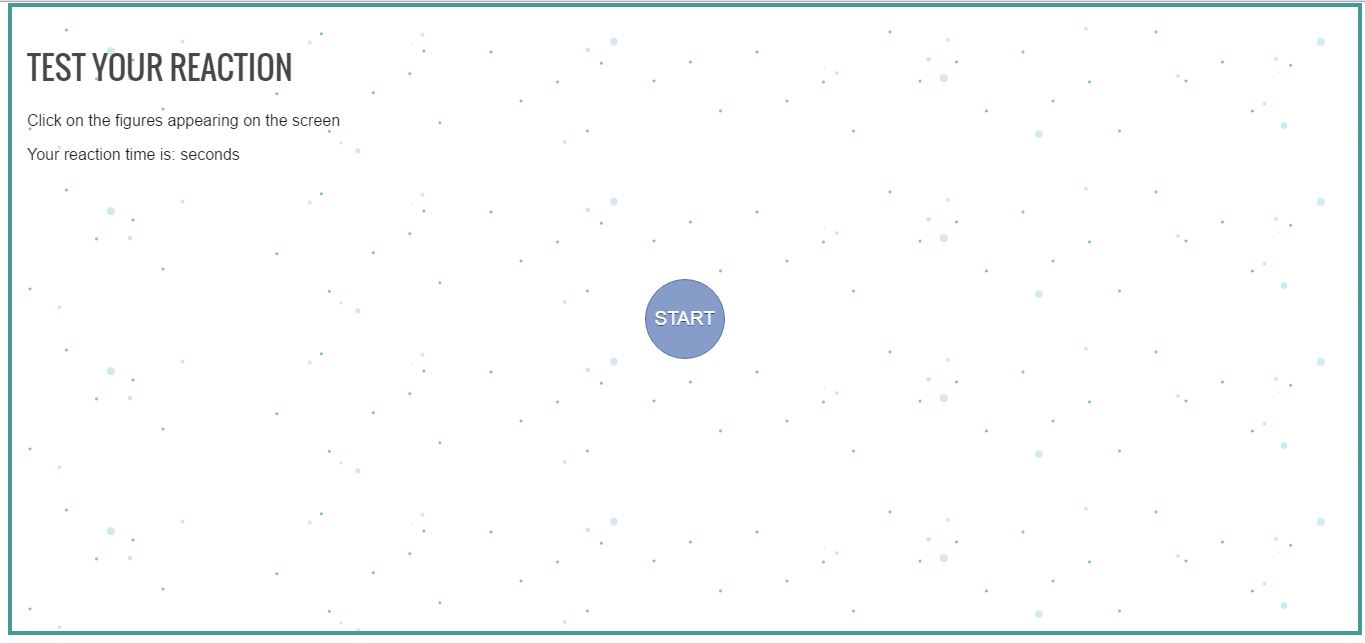 TEST YOUR REACTION
Click on the figures appearing on the screen
Your reaction time is: seconds
START